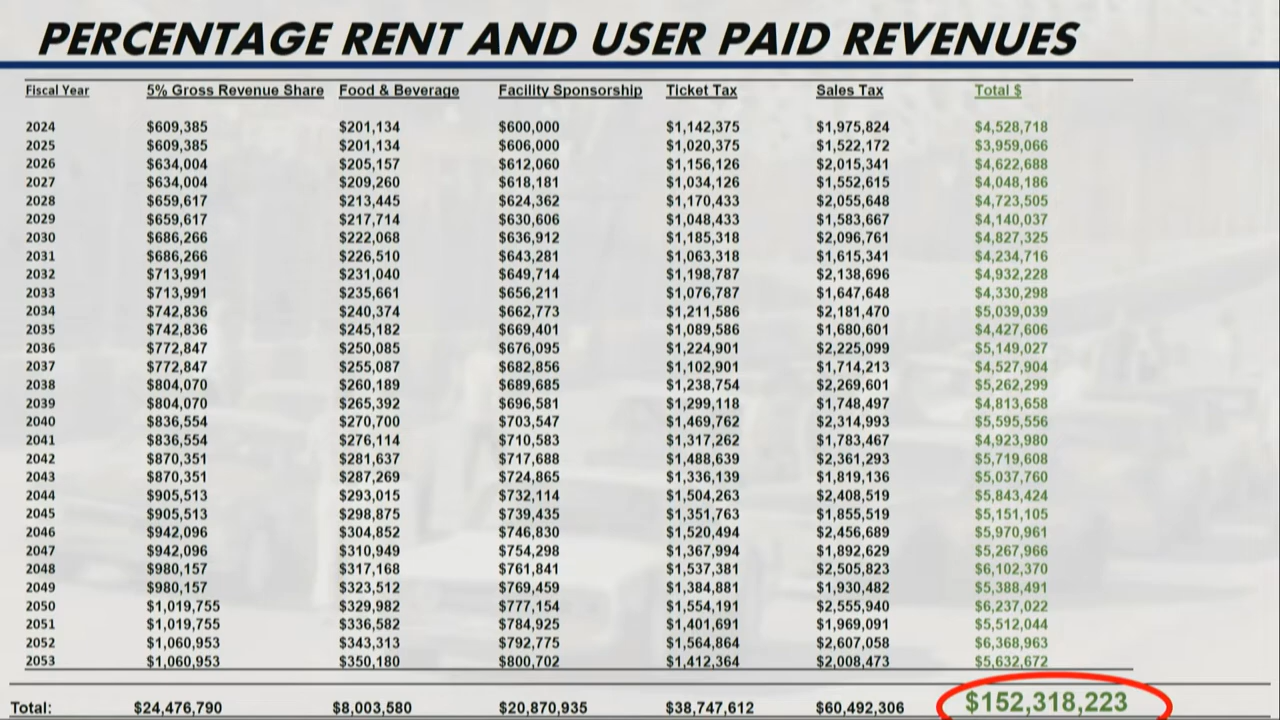 PERCENTAGE RENT AND USER PAID REVENUES
Fiscal Year 5% Gross Revenue Share Food & Beverage Facility Sponsorship Ticket Tax Sales Tax Total $
2024 $609,385 $201,134 $600,000 $1,142,375 $1,975,824 $4,528,718
2025 $609,385 $201,134 $606,000 $1,020,375 $1,522,172 $3,959,066
2026 $634,004 $205,157 $612,060 $1,156,126 $2,015,341 $4,622,688
2027 $634,004 $209,260 $618,181 $1,034,126 $1,552,615 $4,048,186
2028 $659,617 $213,445 $624,362 $1,170,433 $2,055,648 $4,723,505
2029 $659,617 $217,714 $630,606 $1,048,433 $1,583,667 $4,140,037
2030 $686,266 $222,068 $636,912 $1,185,318 $2,096,761 $4,827,325
2031 $686,266 $226,510 $643,281 $1,063,318 $1,615,341 $4,234,716
2032 $713,991 $231,040 $649,714 $1,198,787 $2,138,696 $4,932,228
2033 $713,991 $235,661 $656,211 $1,076,787 $1,647,648 $4,330,298
2034 $742,836 $240,374 $662,773 $1,211,586 $2,181,470 $5,039,039
2035 $742,836 $245,182 $669,401 $1,089,586 $1,680,601 $4,427,606
2036 $772,847 $250,085 $676,095 $1,224,901 $2,225,099 $5,149,027
2037 $772,847 $255,087 $682,856 $1,102,901 $1,714,213 $4,527,904
2038 $804,070 $260,189 $689,685 $1,238,754 $2,269,601 $5,262,299
2039 $804,070 $265,392 $696,581 $1,299,118 $1,748,497 $4,813,658
2040 $836,554 $270,700 $703,547 $1,469,762 $2,314,993 $5,595,556
2041 $836,554 $276,114 $710,583 $1,317,262 $1,783,467 $4,923,980
2042 $870,351 $281,637 $717,688 $1,488,639 $2,361,293 $5,719,608
2043 $870,351 $287,269 $724,865 $1,336,139 $1,819,136 $5,037,760
2044 $905,513 $293,015 $732,114 $1,504,263 $2,408,519 $5,843,424
2045 $905,513 $298,875 $739,435 $1,351,763 $1,855,519 $5,151,105
2046 $942,096 $304,852 $746,830 $1,520,494 $2,456,689 $5,970,961
2047 $942,096 $310,949 $754,298 $1,367,994 $1,892,629 $5,267,966
2048 $980,157 $317,168 $761,841 $1,537,381 $2,505,823 $6,102,370
2049 $980,157 $323,512 $769,459 $1,384,881 $1,930,482 $5,388,491
2050 $1,019,755 $329,982 $777,154 $1,554,191 $2,555,940 $6,237,022
2051 $1,019,755 $336,582 $784,925 $1,401,691 $1,969,091 $5,512,044
2052 $1,060,953 $343,313 $792,775 $1,564,864 $2,607,058 $6,368,963
2053 $1,060,953 $350,180 $800,702 $1,412,364 $2,008,473 $5,632,672
Total: $24,476,790 $8,003,580 $20,870,935 $38,747,612 $60,492,306 $152,318,223